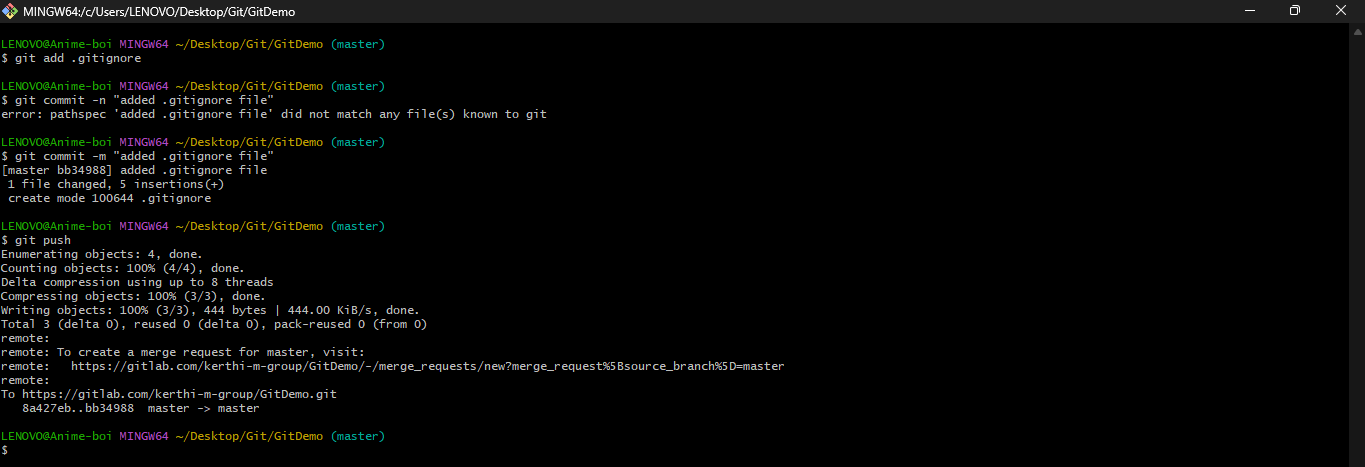 MINGW64:/c/Users/LENOVO/Desktop/Git/GitDemo
LENOVO@Anime-boi MINGW64 ~/Desktop/Git/GitDemo (master)
$ git add .gitignore
LENOVO@Anime-boi MINGW64 ~/Desktop/Git/GitDemo (master)
$ git commit -n "added .gitignore file"
error: pathspec 'added .gitignore file' did not match any file(s) known to git
LENOVO@Anime-boi MINGW64 ~/Desktop/Git/GitDemo (master)
$ git commit -m "added .gitignore file"
[master bb34988] added .gitignore file
 1 file changed, 5 insertions(+)
 create mode 100644 .gitignore
LENOVO@Anime-boi MINGW64 ~/Desktop/Git/GitDemo (master)
$ git push
Enumerating objects: 4, done.
Counting objects: 100% (4/4), done.
Delta compression using up to 8 threads
Compressing objects: 100% (3/3), done.
Writing objects: 100% (3/3), 444 bytes | 444.00 KiB/s, done.
Total 3 (delta 0), reused 0 (delta 0), pack-reused 0 (from 0)
remote:
remote: To create a merge request for master, visit:
remote:   https://gitlab.com/kerthi-m-group/GitDemo/-/merge_requests/new?merge_request%5Bsource_branch%5D=master
remote:
To https://gitlab.com/kerthi-m-group/GitDemo.git
   8a427eb..bb34988  master -> master
LENOVO@Anime-boi MINGW64 ~/Desktop/Git/GitDemo (master)
$